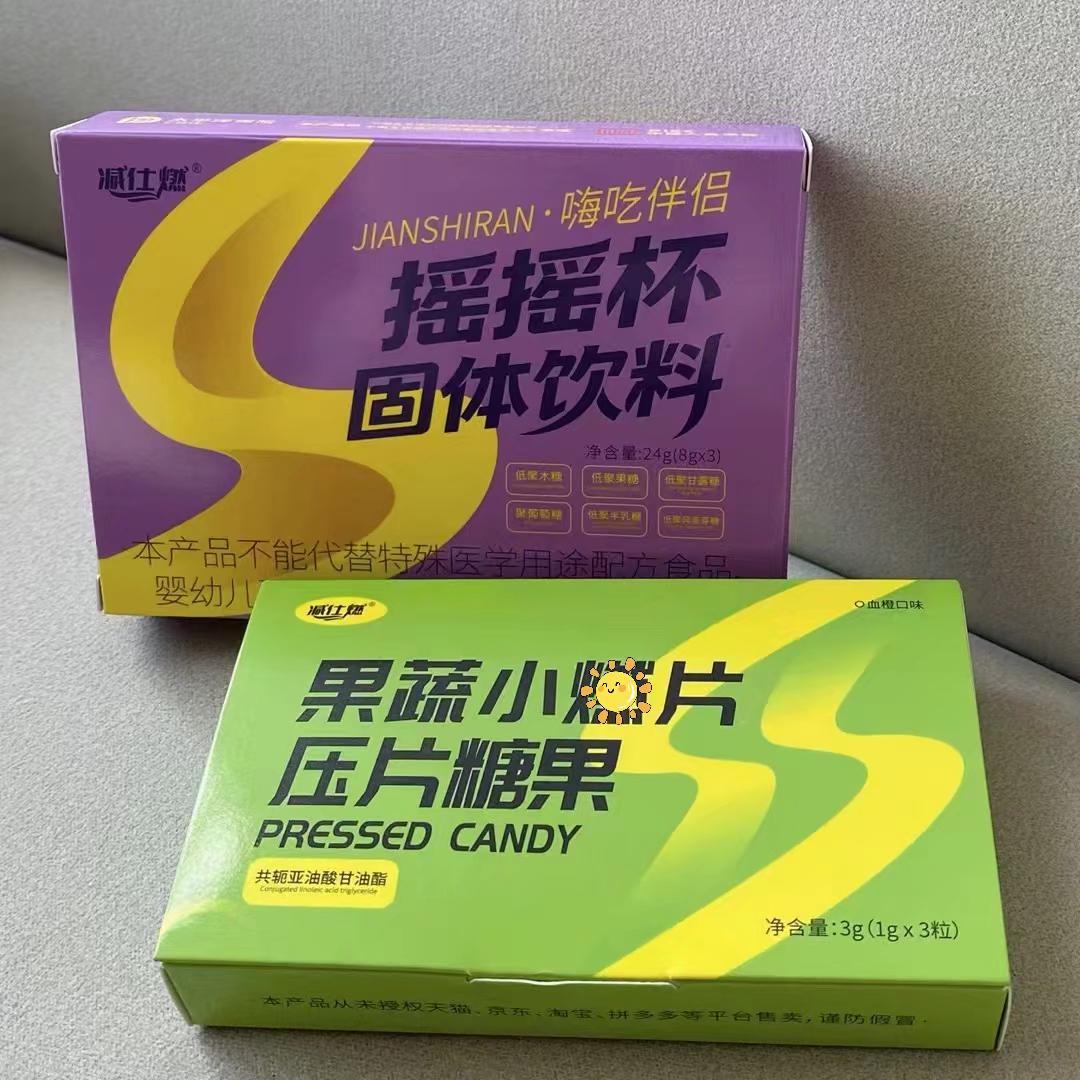 减仕燃®
JIANSHIRAN·嗨吃伴侣
摇摇杯
固体饮料
净含量:24g(8gx3)
低聚木糖 低聚果糖 低聚甘露糖
聚葡萄糖 低聚半乳糖
本产品不能代替特殊医学用途配方食品、
婴幼儿
减仕燃®
血橙口味
果蔬小燃片
压片糖果
PRESSED CANDY
共轭亚油酸甘油酯
Conjugated linoleic acid triglyceride
净含量:3g(1gx3粒)
本产品从未授权天猫、京东、淘宝、拼多多等平台售卖,谨防假冒.